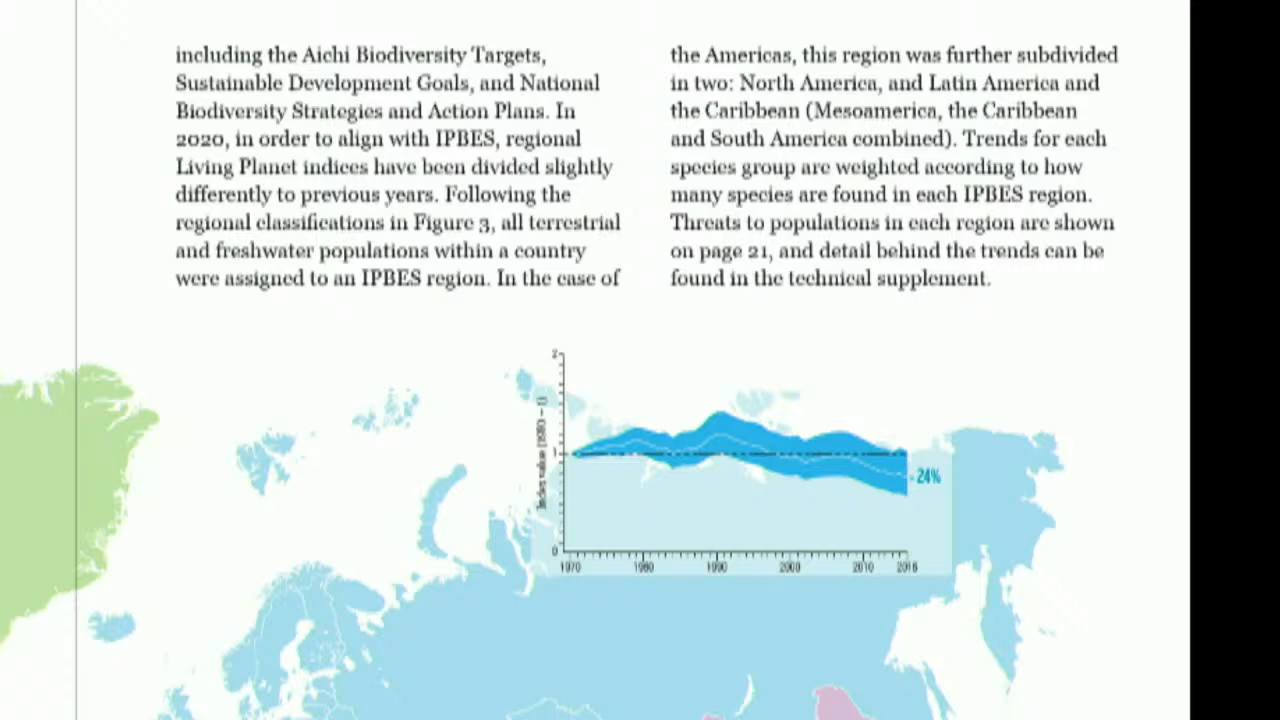 including the Aichi Biodiversity Targets,
Sustainable Development Goals, and National
Biodiversity Strategies and Action Plans. In
2020, in order to align with IPBES, regional
Living Planet indices have been divided slightly
differently to previous years. Following the
regional classifications in Figure 3, all terrestrial
and freshwater populations within a country
were assigned to an IPBES region. In the case of
the Americas, this region was further subdivided
in two: North America, and Latin America and
the Caribbean (Mesoamerica, the Caribbean
and South America combined). Trends for each
species group are weighted according to how
many species are found in each IPBES region.
Threats to populations in each region are shown
on page 21, and detail behind the trends can be
found in the technical supplement.
2
1
0
Index value
- 24%
1970 1980 1990 2000 2010 2016